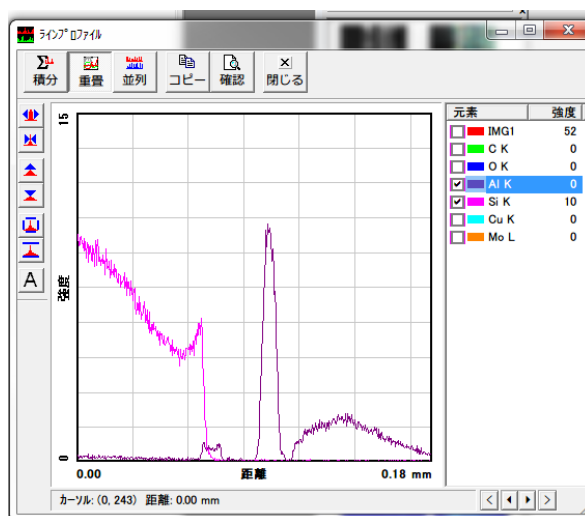 ラインプロファイル
積分 重畳 並列 コピー 確認 閉じる
元素 強度
IMG1 52
C K 0
O K 0
Al K 0
Si K 10
Cu K 0
Mo L 0
A
15
強度
0
0.00 距離 0.18 mm
カーソル: (0, 243) 距離: 0.00 mm